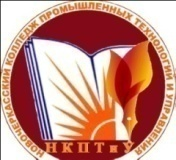 НОВОЧЕРКАССКИЙ КОЛЛЕДЖ ПРОМЫШЛЕННЫХ ТЕХНОЛОГИЙ И УПРАВЛЕНИЯ
НКПТиУ